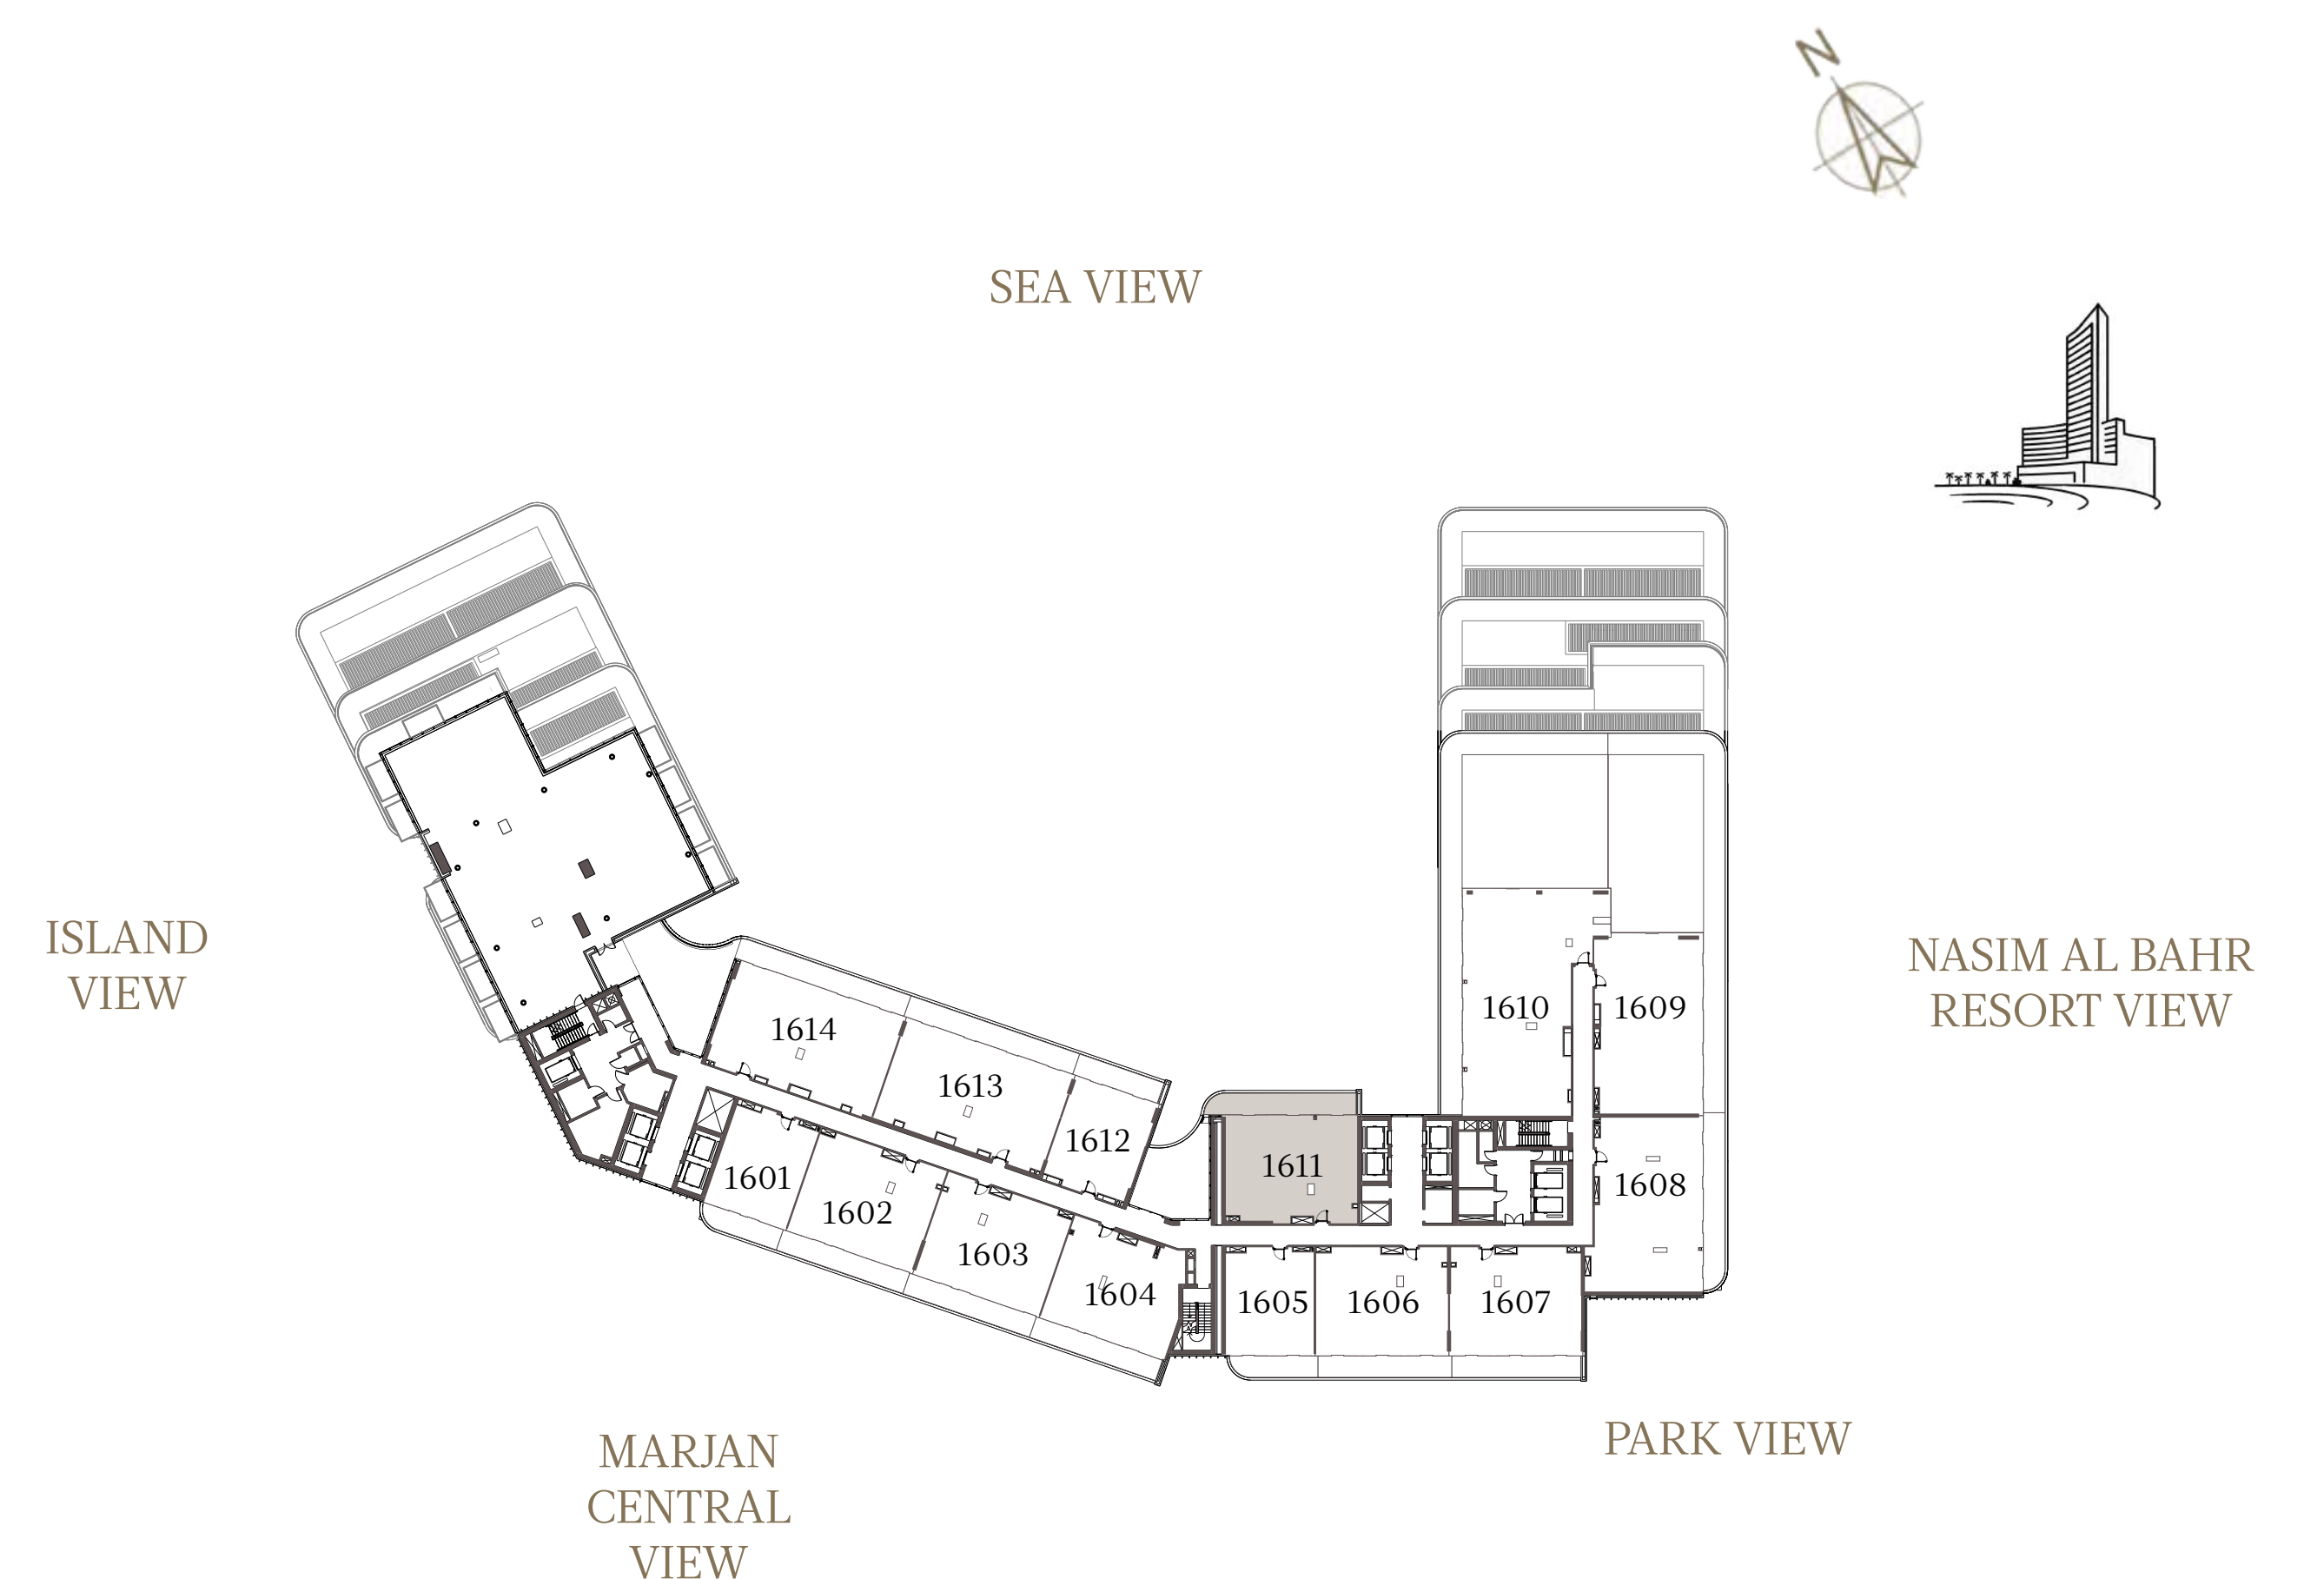 N
SEA VIEW
ISLAND
VIEW
NASIM AL BAHR
RESORT VIEW
1610
1609
1614
1613
1612
1611
1601
1602
1603
1604
1608
1605
1606
1607
MARJAN
CENTRAL
VIEW
PARK VIEW